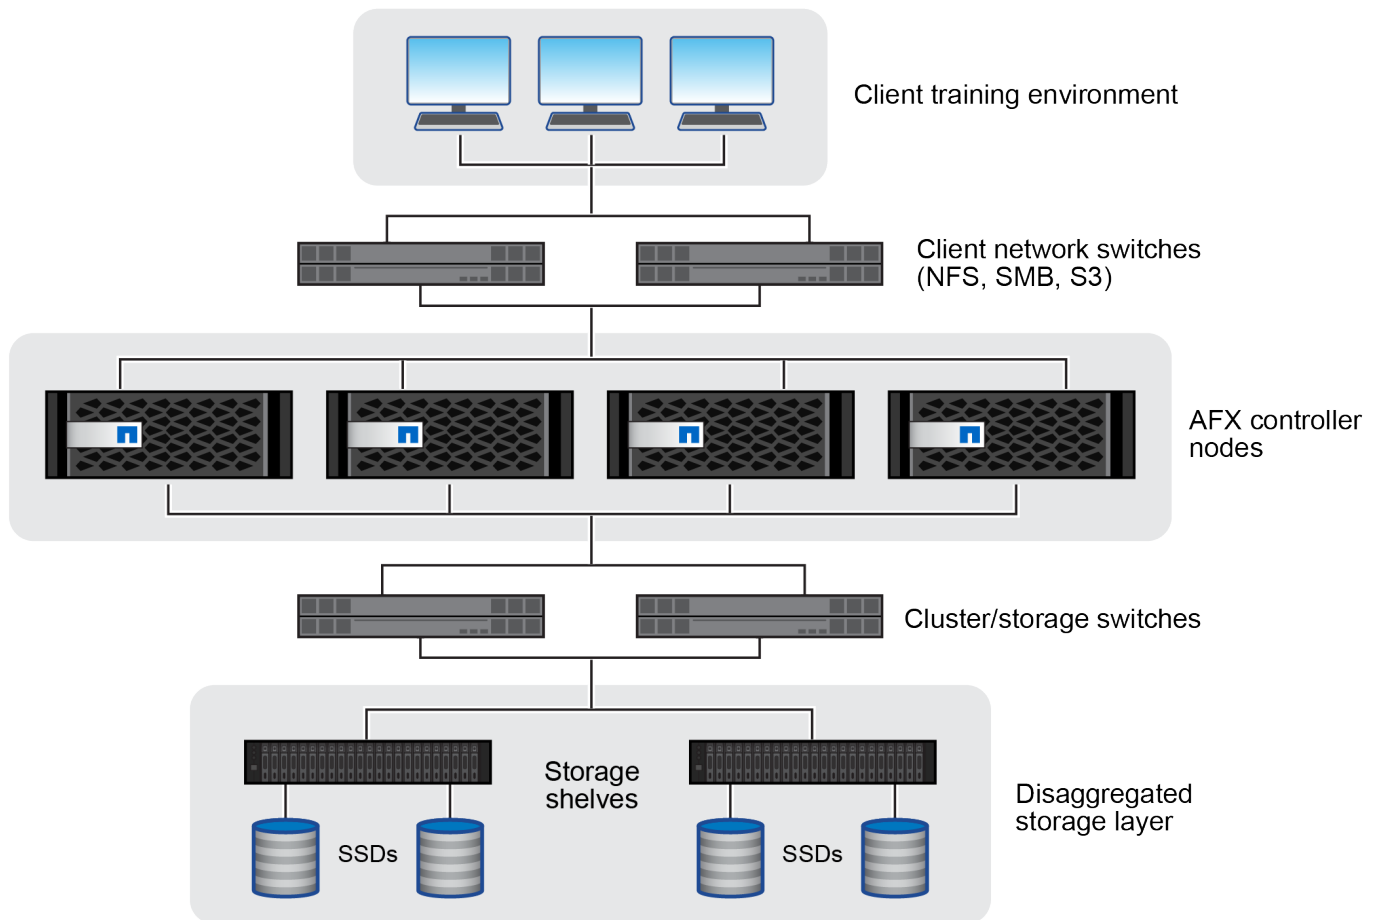 Client training environment
Client network switches
(NFS, SMB, S3)
AFX controller
nodes
Cluster/storage switches
Storage
shelves
Disaggregated
storage layer
SSDs
SSDs